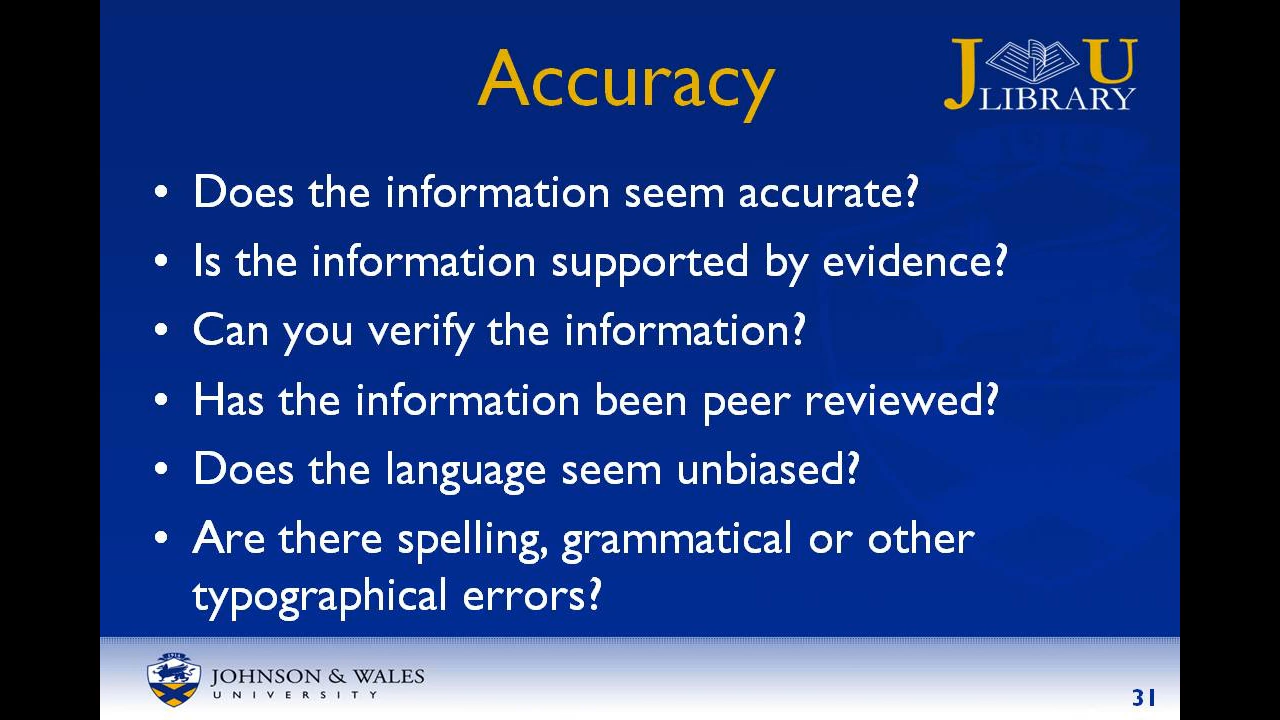 Accuracy
J U
LIBRARY
• Does the information seem accurate?
• Is the information supported by evidence?
• Can you verify the information?
• Has the information been peer reviewed?
• Does the language seem unbiased?
• Are there spelling, grammatical or other
typographical errors?
1914
JOHNSON & WALES
UNIVERSITY
31